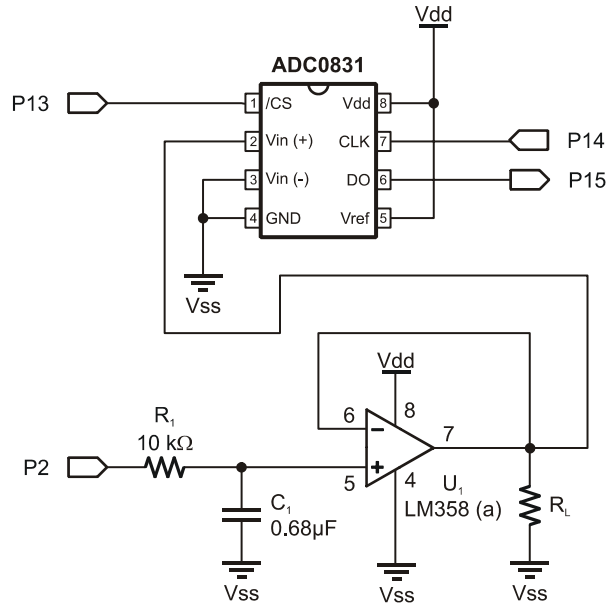 Vdd
ADC0831
P13
1 /CS Vdd 8
2 Vin (+) CLK 7 P14
3 Vin (-) DO 6 P15
4 GND Vref 5
Vss
Vdd
R1
10 kΩ
P2
6
8
7
5
4
U1
LM358 (a)
C1
0.68µF
RL
Vss
Vss
Vss